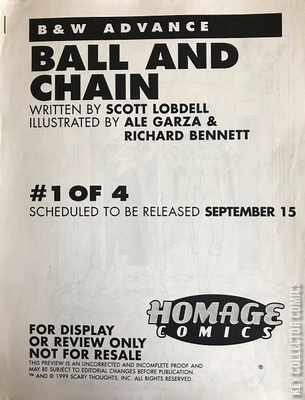 B&W ADVANCE
BALL AND
CHAIN
WRITTEN BY SCOTT LOBDELL
ILLUSTRATED BY ALE GARZA &
RICHARD BENNETT
#1 OF 4
SCHEDULED TO BE RELEASED SEPTEMBER 15
HOMAGE
COMICS
®
FOR DISPLAY
OR REVIEW ONLY
NOT FOR RESALE
THIS PREVIEW IS AN UNCORRECTED AND INCOMPLETE PROOF AND
MAY BE SUBJECT TO EDITORIAL CHANGES BEFORE PUBLICATION.
™ AND © 1999 SCARY THOUGHTS, INC. ALL RIGHTS RESERVED.
KEY COLLECTOR COMICS